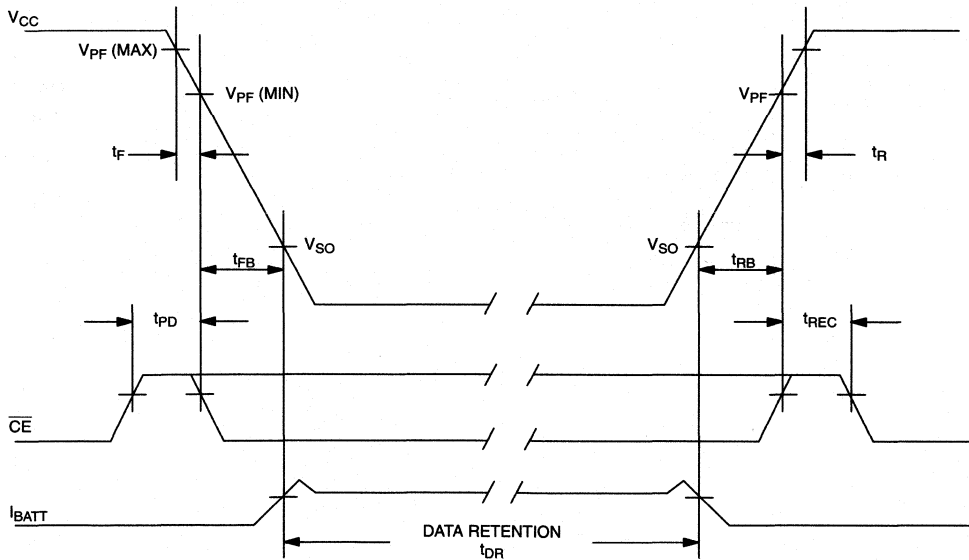 VCC
VPF (MAX)
VPF (MIN)
VPF
tF
tR
VSO
VSO
tFB
tRB
tPD
tREC
CE
IBATT
DATA RETENTION
tDR